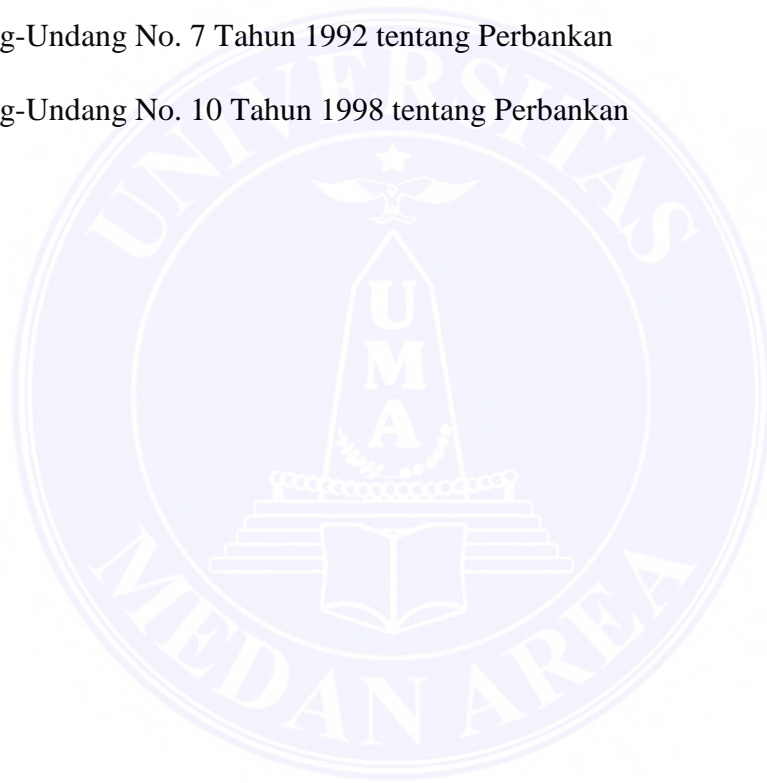 g-Undang No. 7 Tahun 1992 tentang Perbankan
g-Undang No. 10 Tahun 1998 tentang Perbankan
UNIVERSITAS
UMA
MEDAN AREA